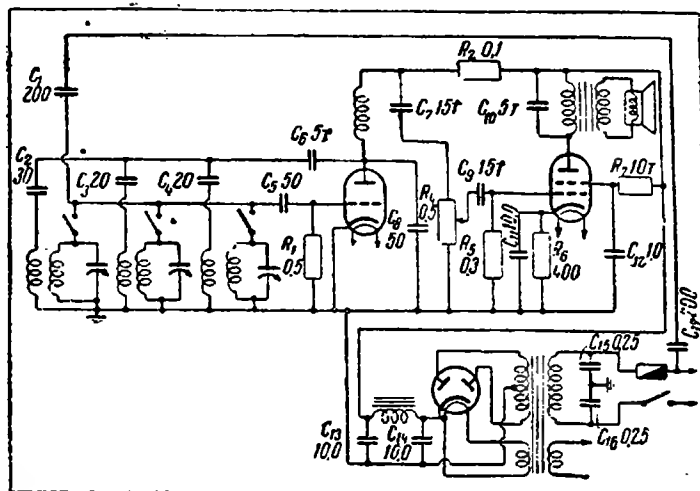 C1
200
C2
30
C3 20
C4 20
C5 50
C6 5т
R1
0,5
R2 0,1
C7 15т
C8
50
R4
0,5
C9 15т
R5
0,3
C10 5т
C11 10,0
R6
400
R7 10т
C12 1,0
C13
10,0
C14
10,0
C15 0,25
C16 0,25